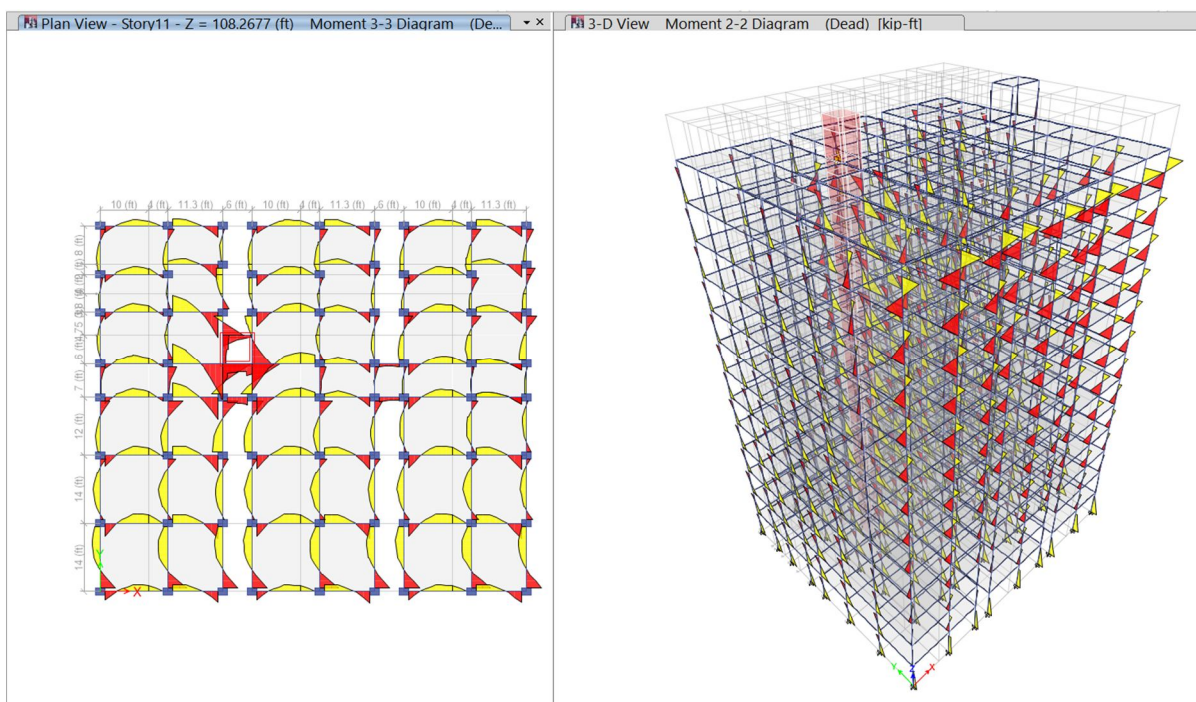 Plan View - Story11 - Z = 108.2677 (ft) Moment 3-3 Diagram (De...
3-D View Moment 2-2 Diagram (Dead) [kip-ft]
10 (ft) 4 (ft) 11.3 (ft) 6 (ft) 10 (ft) 4 (ft) 11.3 (ft) 6 (ft) 10 (ft) 4 (ft) 11.3 (ft)
8 (ft)
6 (ft)
7 (ft)
12 (ft)
14 (ft)
14 (ft)
Y
X
Y
Z
X